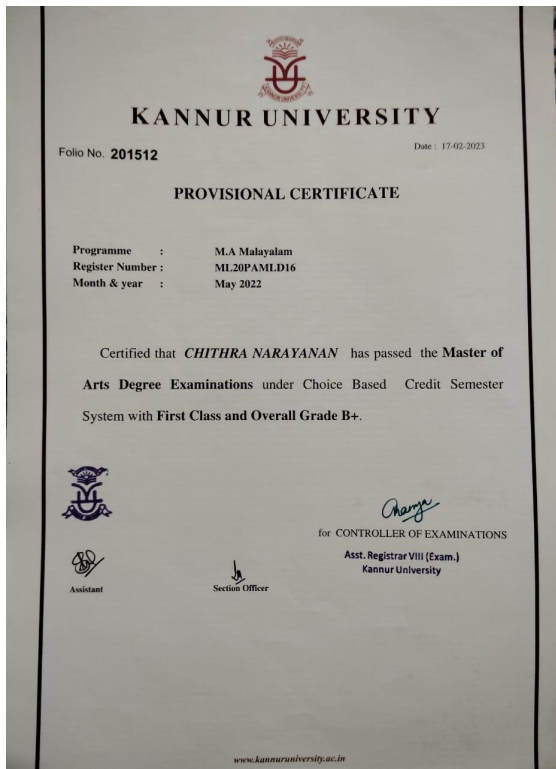 KANNUR UNIVERSITY
Folio No. 201512
Date : 17-02-2023
PROVISIONAL CERTIFICATE
Programme : M.A Malayalam
Register Number : ML20PAMLD16
Month & year : May 2022
Certified that CHITHRA NARAYANAN has passed the Master of
Arts Degree Examinations under Choice Based Credit Semester
System with First Class and Overall Grade B+.
for CONTROLLER OF EXAMINATIONS
Asst. Registrar VIII (Exam.)
Kannur University
Assistant
Section Officer
www.kannuruniversity.ac.in